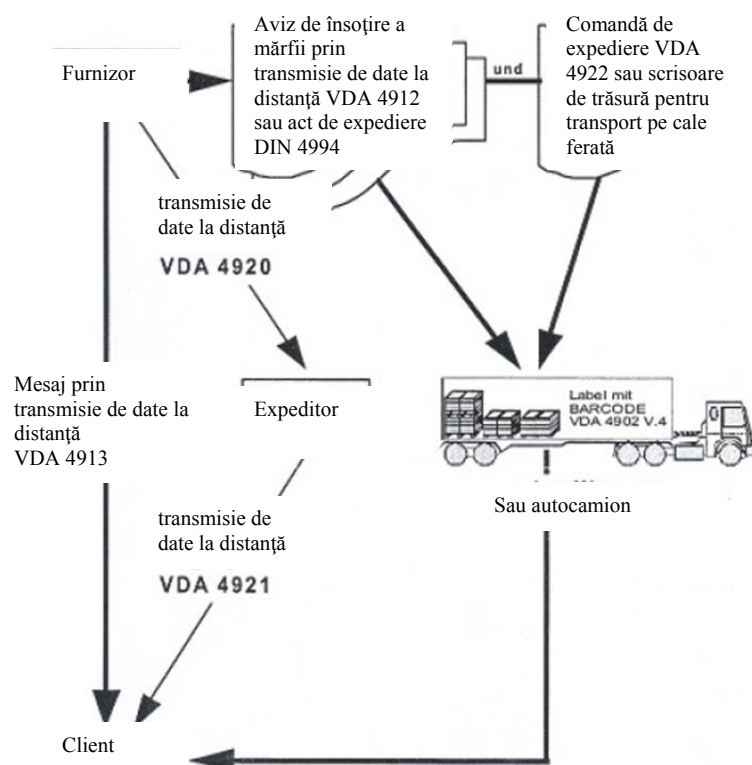 Furnizor
Aviz de însoţire a
mărfii prin
transmisie de date la
distanţă VDA 4912
sau act de expediere
DIN 4994
und
Comandă de
expediere VDA
4922 sau scrisoare
de trăsură pentru
transport pe cale
ferată
transmisie de
date la distanţă
VDA 4920
Mesaj prin
transmisie de date la
distanţă
VDA 4913
Expeditor
Label mit
BARCODE
VDA 4902 V.4
Sau autocamion
transmisie de
date la distanţă
VDA 4921
Client